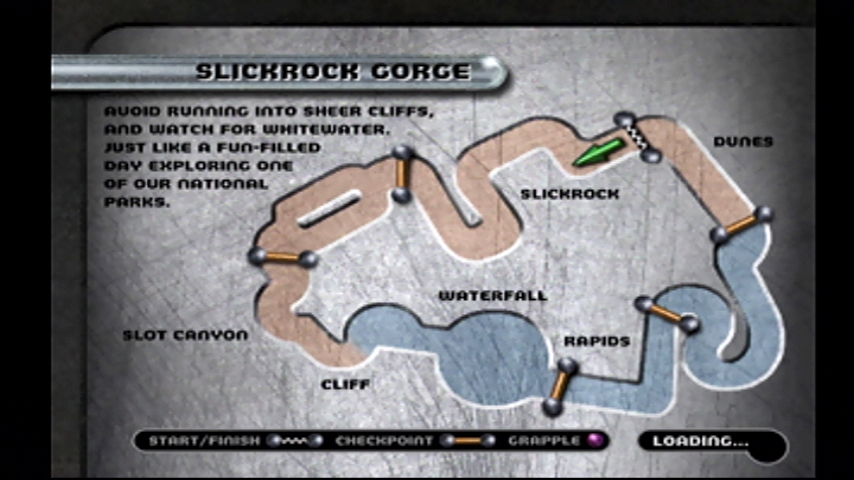 SLICKROCK GORGE
AVOID RUNNING INTO SHEER CLIFFS,
AND WATCH FOR WHITEWATER.
JUST LIKE A FUN-FILLED
DAY EXPLORING ONE
OF OUR NATIONAL
PARKS.
DUNES
SLICKROCK
WATERFALL
RAPIDS
SLOT CANYON
CLIFF
START/FINISH
CHECKPOINT
GRAPPLE
LOADING...